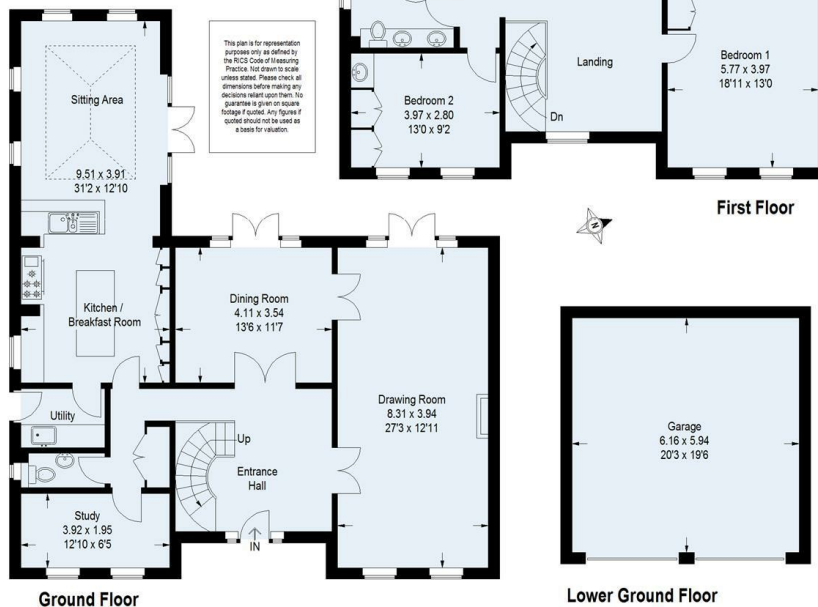 This plan is for representation
purposes only as defined by
the RICS Code of Measuring
Practice. Not drawn to scale
unless stated. Please check all
dimensions before making any
decisions reliant upon them. No
guarantee is given on square
footage if quoted. Any figures if
quoted should not be used as
a basis for valuation.
Sitting Area
9.51 x 3.91
31'2 x 12'10
Kitchen /
Breakfast Room
Utility
Study
3.92 x 1.95
12'10 x 6'5
Dining Room
4.11 x 3.54
13'6 x 11'7
Up
Entrance
Hall
IN
Drawing Room
8.31 x 3.94
27'3 x 12'11
Ground Floor
Bedroom 2
3.97 x 2.80
13'0 x 9'2
Landing
Dn
Bedroom 1
5.77 x 3.97
18'11 x 13'0
First Floor
N
Garage
6.16 x 5.94
20'3 x 19'6
Lower Ground Floor